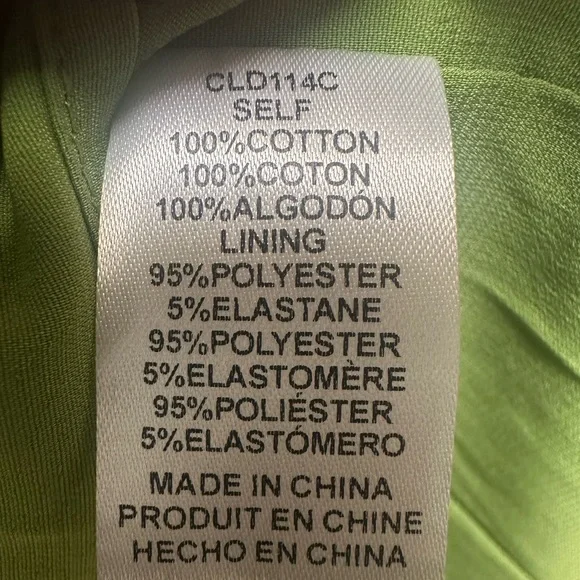 CLD114C
SELF
100%COTTON
100%COTON
100%ALGODÓN
LINING
95%POLYESTER
5%ELASTANE
95%POLYESTER
5%ELASTOMÈRE
95%POLIÉSTER
5%ELASTÓMERO
MADE IN CHINA
PRODUIT EN CHINE
HECHO EN CHINA